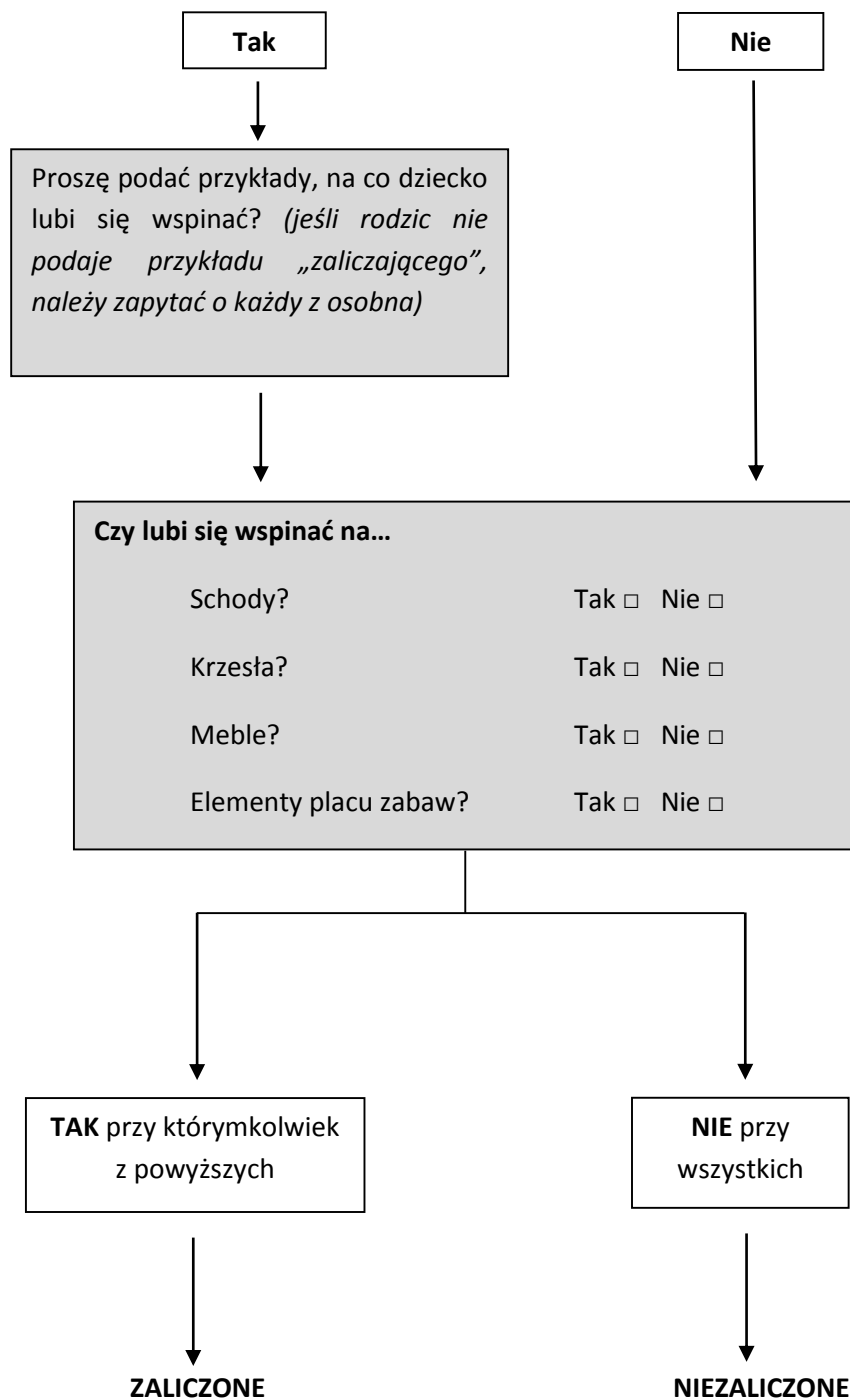 Tak
Nie
Proszę podać przykłady, na co dziecko
lubi się wspinać? (jeśli rodzic nie
podaje przykładu „zaliczającego”,
należy zapytać o każdy z osobna)
Czy lubi się wspinać na…
Schody? Tak □ Nie □
Krzesła? Tak □ Nie □
Meble? Tak □ Nie □
Elementy placu zabaw? Tak □ Nie □
TAK przy którymkolwiek
z powyższych
NIE przy
wszystkich
ZALICZONE
NIEZALICZONE